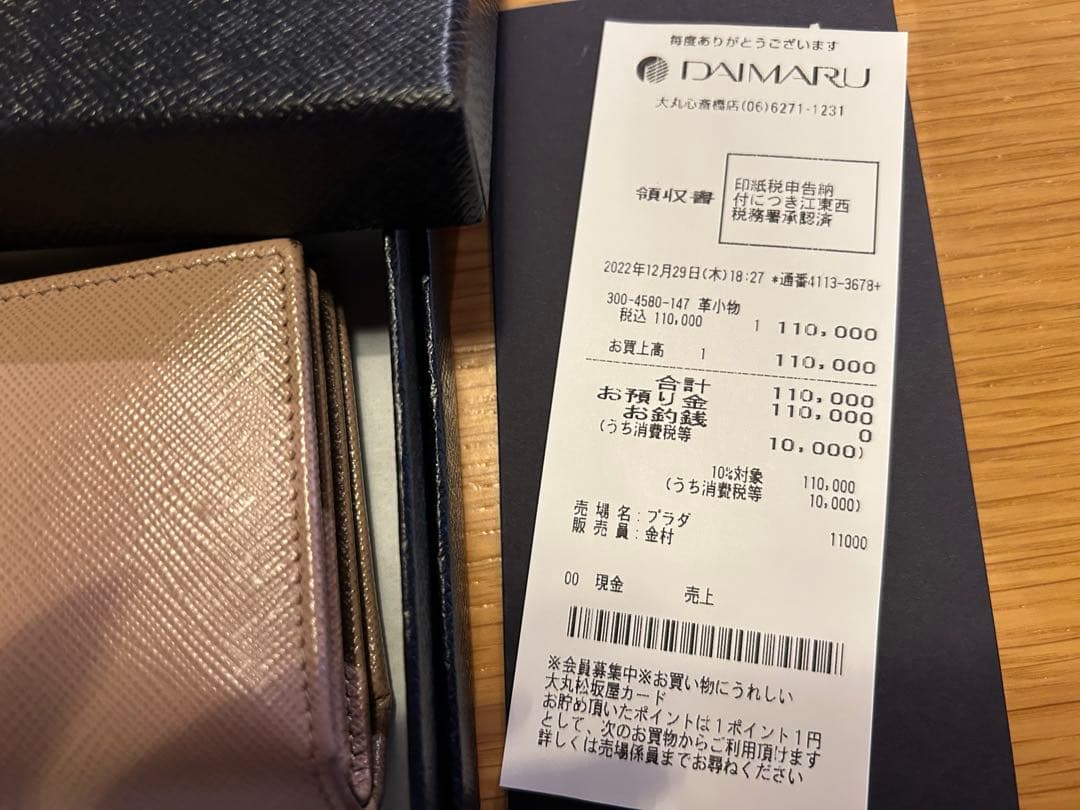 毎度ありがとうございます
DAIMARU
大丸心斎橋店(06)6271-1231
領収書
印紙税申告納
付につき江東西
税務署承認済
2022年12月29日(木)18:27 *通番4113-3678+
300-4580-147 革小物
税込 110,000 1 110,000
お買上高 1 110,000
合計 110,000
お預り金 110,000
お釣銭 0
(うち消費税等 10,000)
10%対象 110,000
(うち消費税等 10,000)
売 場 名：プラダ
販 売 員：金村 11000
00 現金 売上
※会員募集中※お買い物にうれしい
大丸松坂屋カード
お貯め頂いたポイントは1ポイント1円
として、次のお買物からご利用頂けます
詳しくは売場係員までお尋ねください